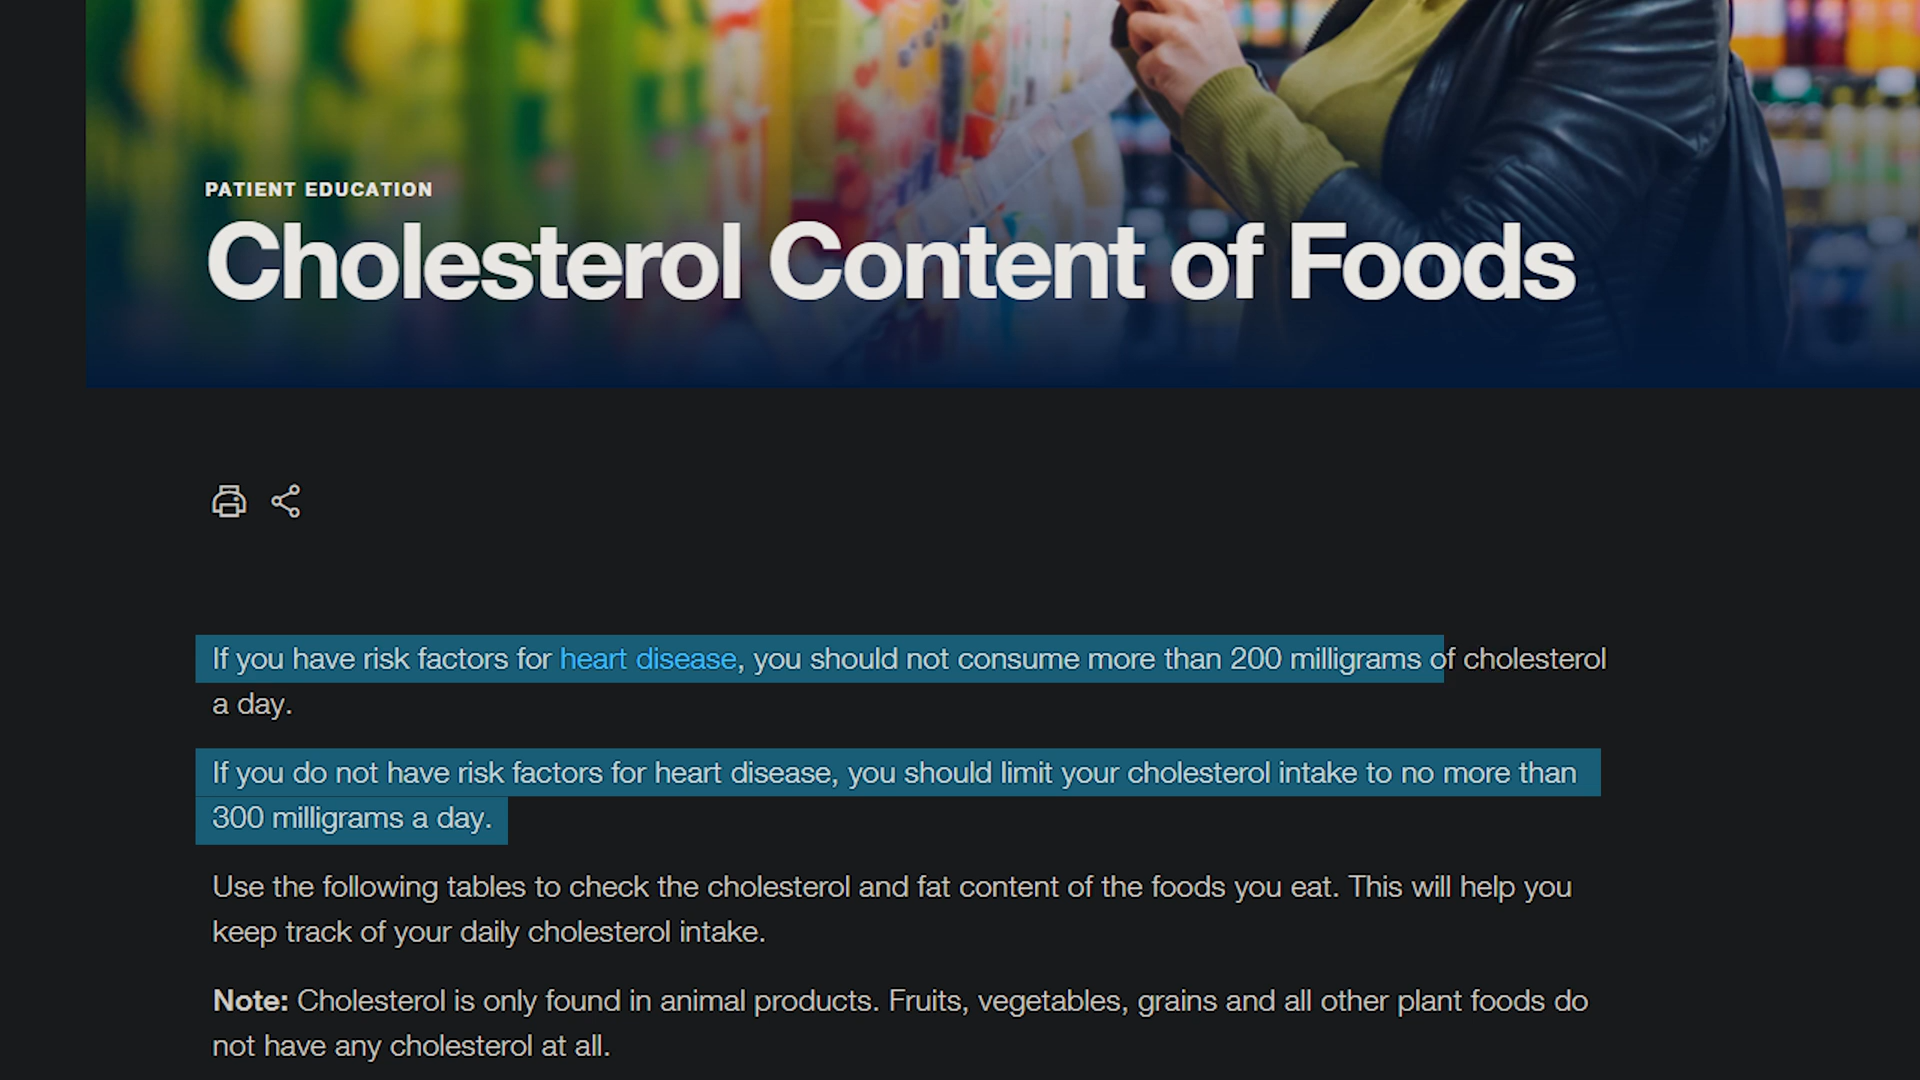 PATIENT EDUCATION
Cholesterol Content of Foods
If you have risk factors for heart disease, you should not consume more than 200 milligrams of cholesterol
a day.
If you do not have risk factors for heart disease, you should limit your cholesterol intake to no more than
300 milligrams a day.
Use the following tables to check the cholesterol and fat content of the foods you eat. This will help you
keep track of your daily cholesterol intake.
Note: Cholesterol is only found in animal products. Fruits, vegetables, grains and all other plant foods do
not have any cholesterol at all.